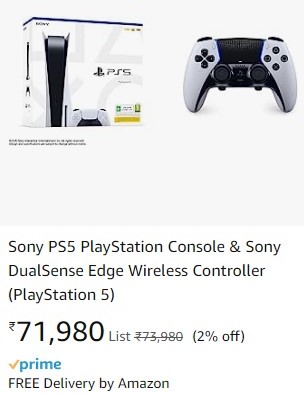 SONY
PS5
Sony PS5 PlayStation Console & Sony
DualSense Edge Wireless Controller
(PlayStation 5)
₹71,980 List ₹73,980 (2% off)
prime
FREE Delivery by Amazon